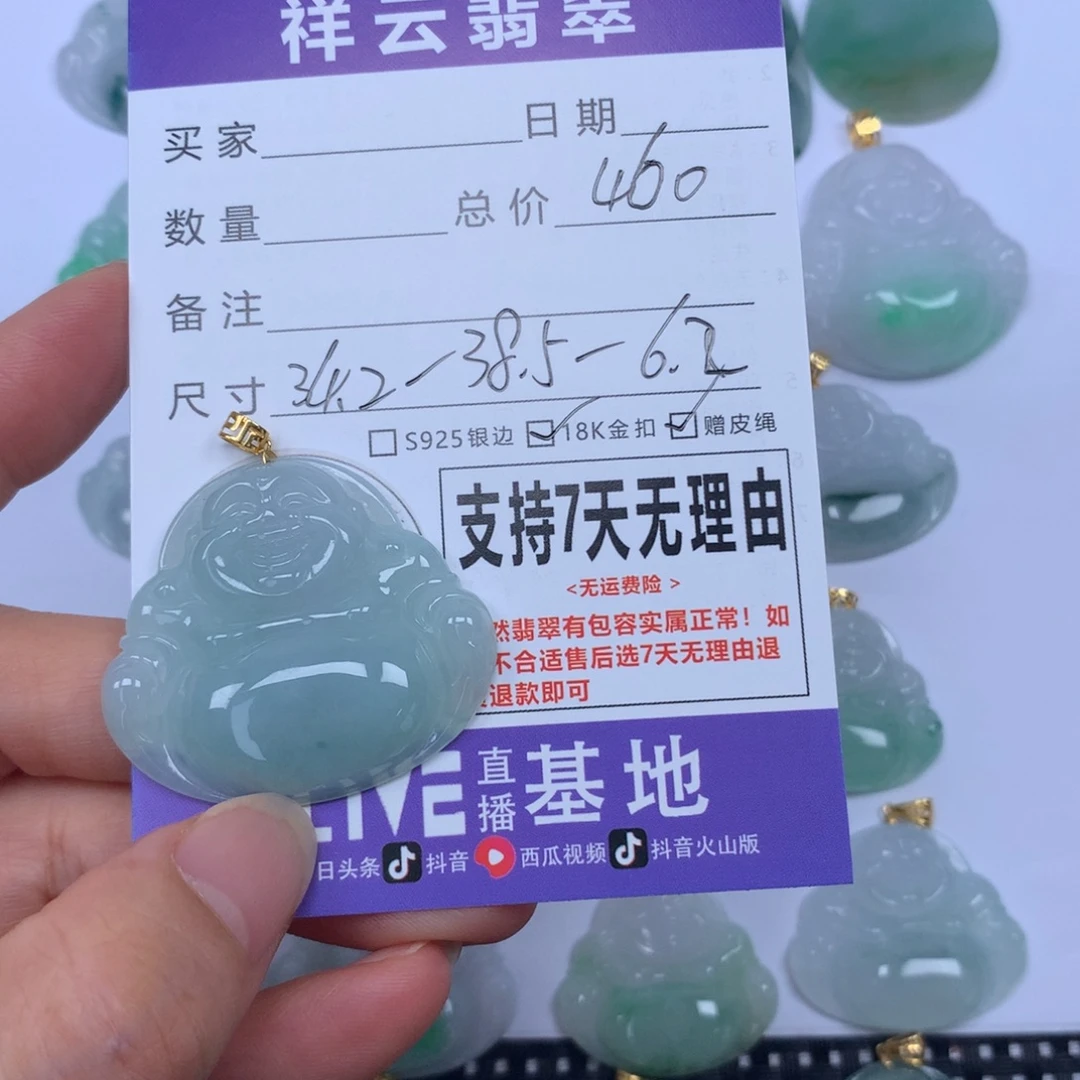 祥云翡翠
买家 日期
数量 总价 460
备注
尺寸 34.2-38.5-6.2
S925银边 18K金扣 赠皮绳
支持7天无理由
<无运费险>
然翡翠有包容实属正常！如
不合适售后选7天无理由退
退款即可
LIVE 直播 基地
日头条 抖音 西瓜视频 抖音火山版